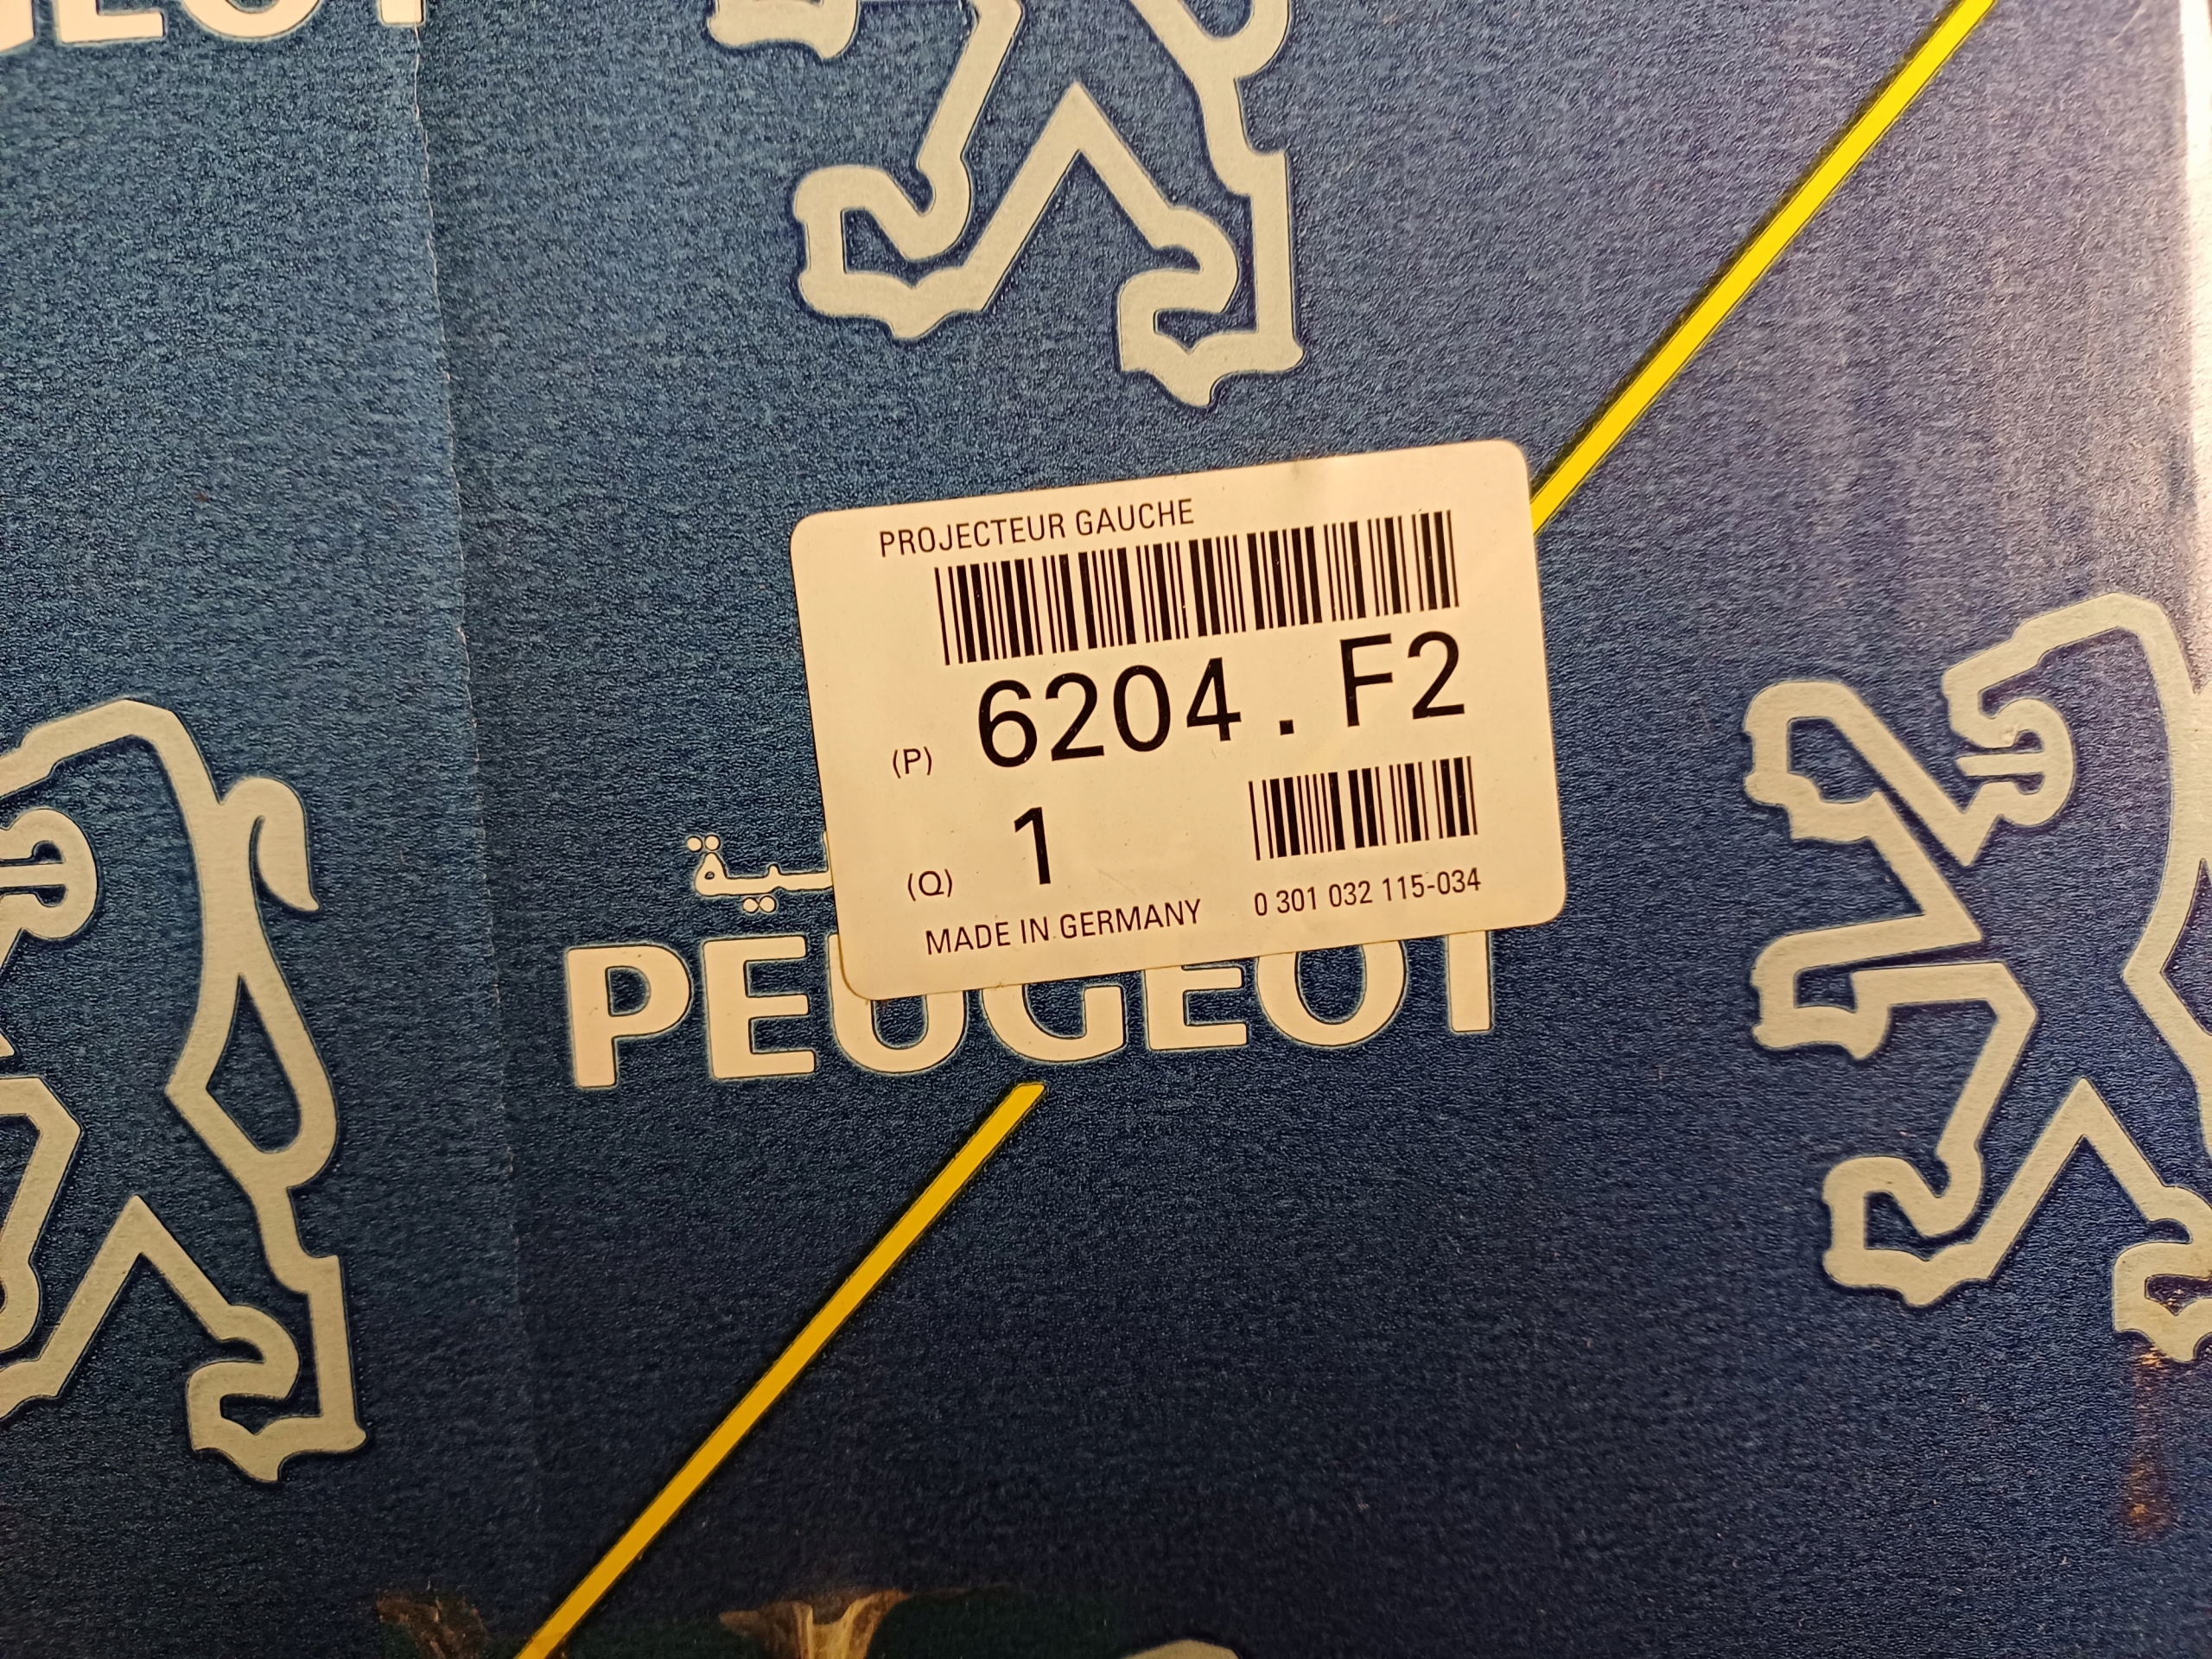 PROJECTEUR GAUCHE
(P) 6204 . F2
(Q) 1
MADE IN GERMANY 0 301 032 115-034
PEUGEOT